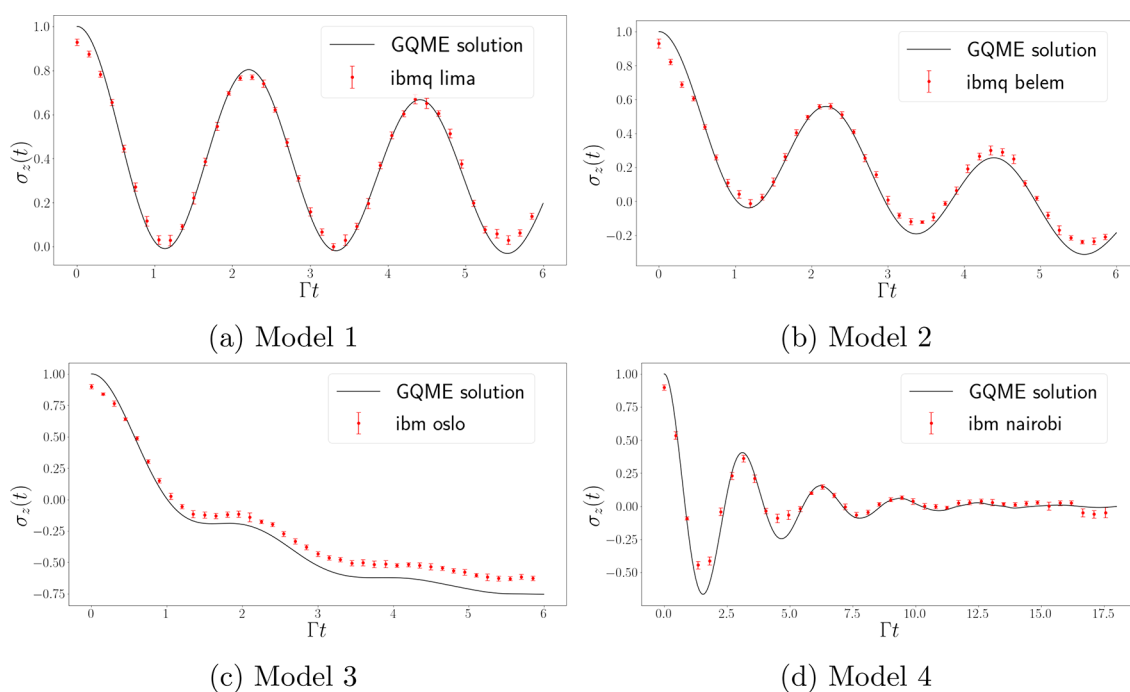 1.0
0.8
0.6
0.4
0.2
0.0
σz(t)
GQME solution
ibmq lima
0 1 2 3 4 5 6
Γt
(a) Model 1
1.0
0.8
0.6
0.4
0.2
0.0
−0.2
σz(t)
GQME solution
ibmq belem
0 1 2 3 4 5 6
Γt
(b) Model 2
1.00
0.75
0.50
0.25
0.00
−0.25
−0.50
−0.75
σz(t)
GQME solution
ibm oslo
0 1 2 3 4 5 6
Γt
(c) Model 3
1.00
0.75
0.50
0.25
0.00
−0.25
−0.50
σz(t)
GQME solution
ibm nairobi
0.0 2.5 5.0 7.5 10.0 12.5 15.0 17.5
Γt
(d) Model 4